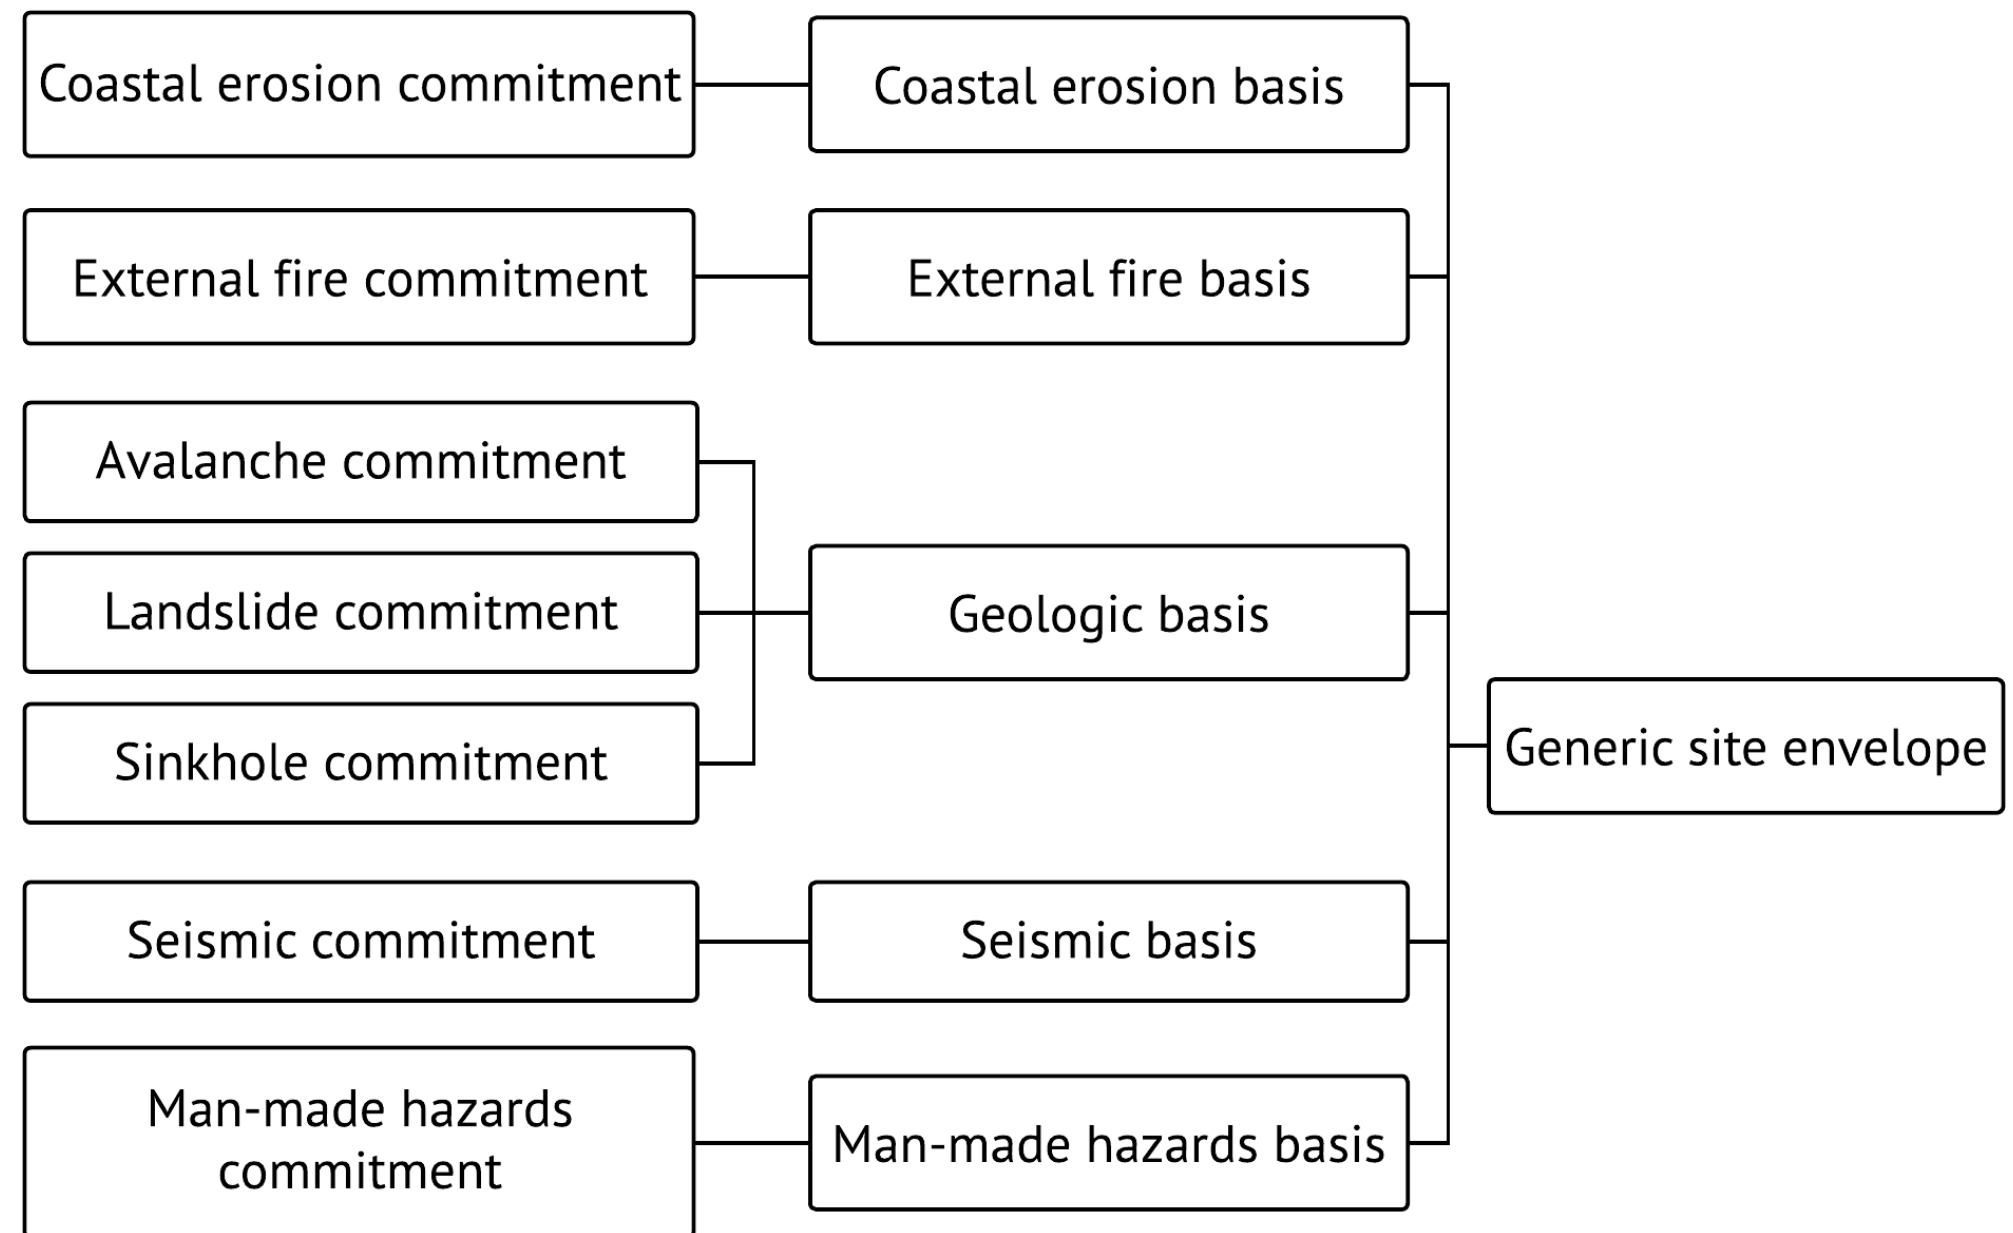 Coastal erosion commitment
Coastal erosion basis
External fire commitment
External fire basis
Avalanche commitment
Landslide commitment
Geologic basis
Sinkhole commitment
Generic site envelope
Seismic commitment
Seismic basis
Man-made hazards
commitment
Man-made hazards basis